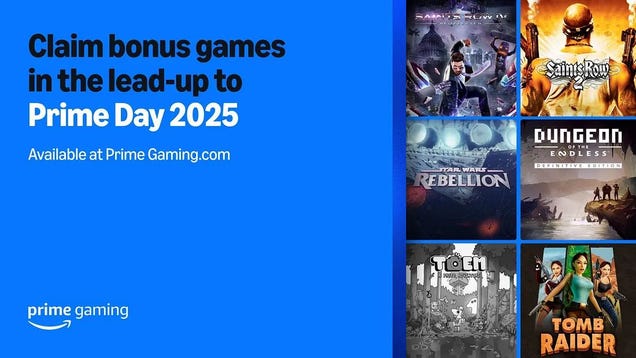 Claim bonus games
in the lead-up to
Prime Day 2025
Available at Prime Gaming.com
prime gaming
SAINTS ROW IV
Saints Row
2
STAR WARS
REBELLION
DUNGEON
OF THE
ENDLESS
DEFINITIVE EDITION
TOEM
TOMB
RAIDER